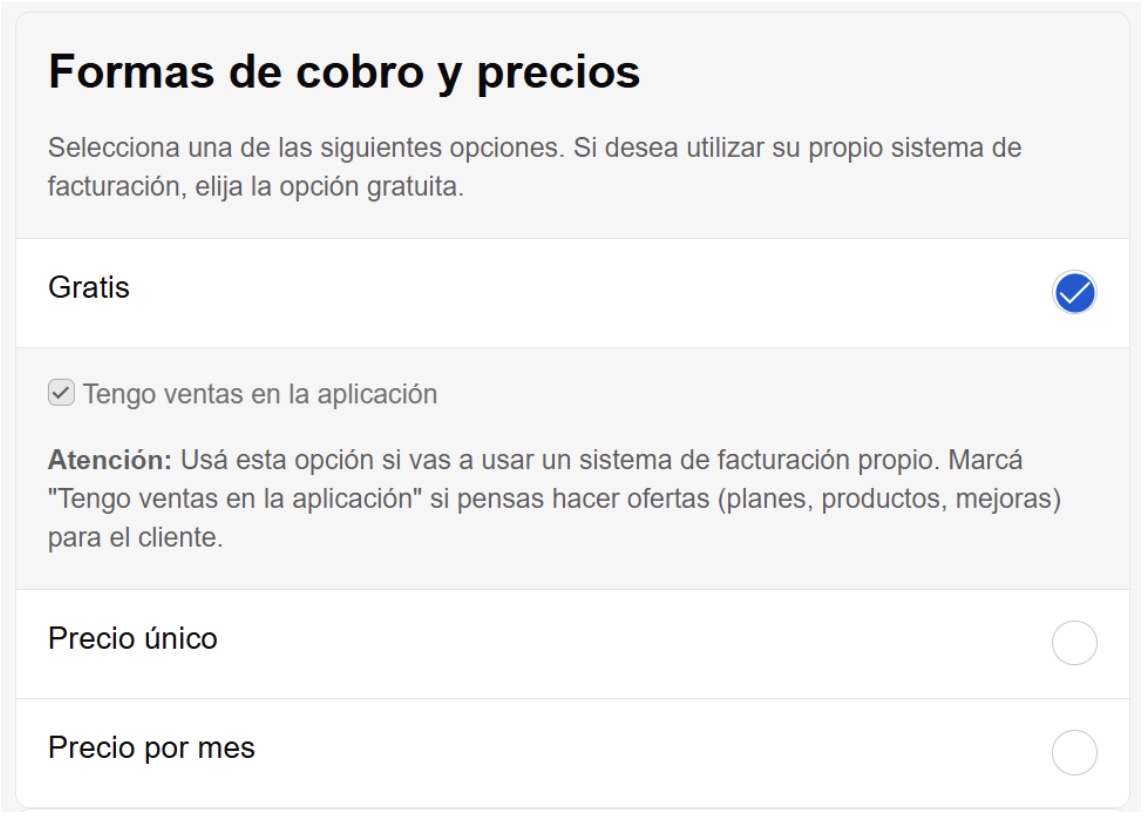 Formas de cobro y precios
Selecciona una de las siguientes opciones. Si desea utilizar su propio sistema de
facturación, elija la opción gratuita.
Gratis
Tengo ventas en la aplicación
Atención: Usá esta opción si vas a usar un sistema de facturación propio. Marcá
"Tengo ventas en la aplicación" si pensas hacer ofertas (planes, productos, mejoras)
para el cliente.
Precio único
Precio por mes